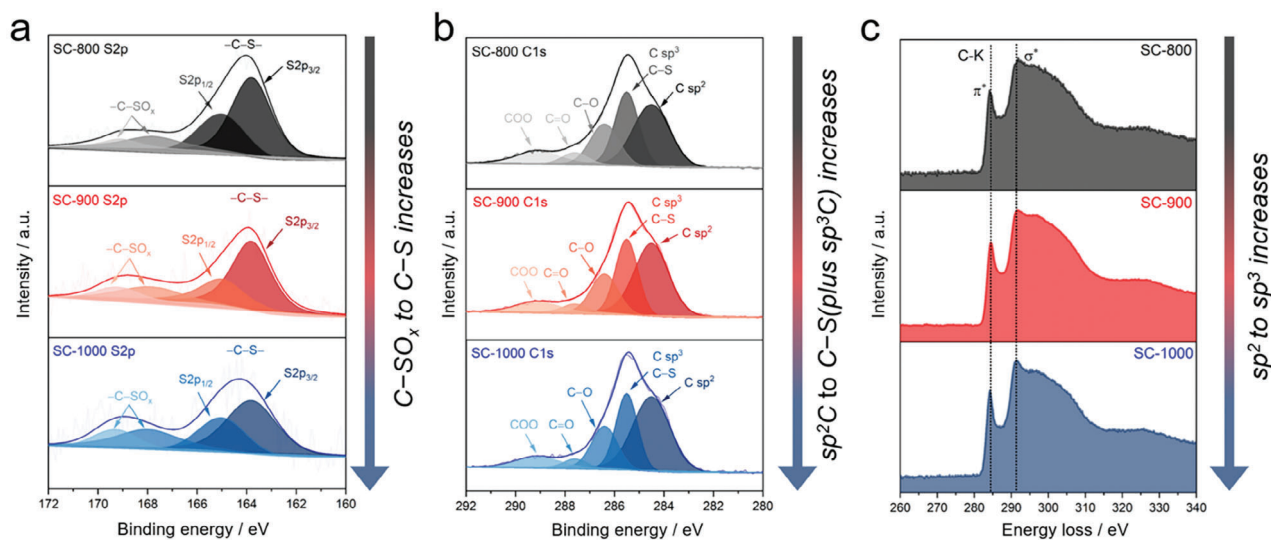 a
SC-800 S2p
–C–S–
S2p3/2
S2p1/2
–C–SOx
SC-900 S2p
–C–S–
S2p3/2
S2p1/2
–C–SOx
SC-1000 S2p
–C–S–
S2p3/2
S2p1/2
–C–SOx
Intensity / a.u.
172 170 168 166 164 162 160
Binding energy / eV
C–SOx to C–S increases
b
SC-800 C1s
C sp3
C–S
C sp2
C–O
C=O
COO
SC-900 C1s
C sp3
C–S
C sp2
C–O
C=O
COO
SC-1000 C1s
C sp3
C–S
C sp2
C–O
C=O
COO
Intensity / a.u.
292 290 288 286 284 282 280
Binding energy / eV
sp2C to C–S(plus sp3C) increases
c
SC-800
C-K
σ*
π*
SC-900
SC-1000
Intensity / a.u.
260 270 280 290 300 310 320 330 340
Energy loss / eV
sp2 to sp3 increases